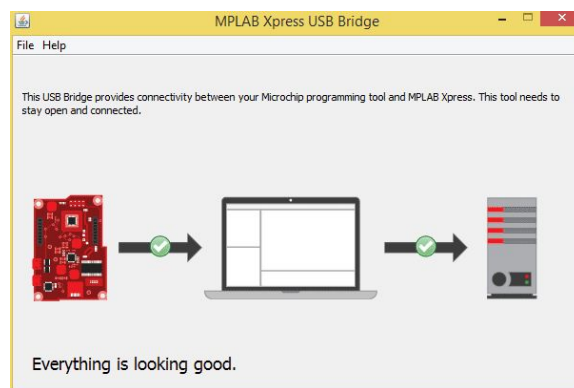 MPLAB Xpress USB Bridge
File Help
This USB Bridge provides connectivity between your Microchip programming tool and MPLAB Xpress. This tool needs to
stay open and connected.
Everything is looking good.